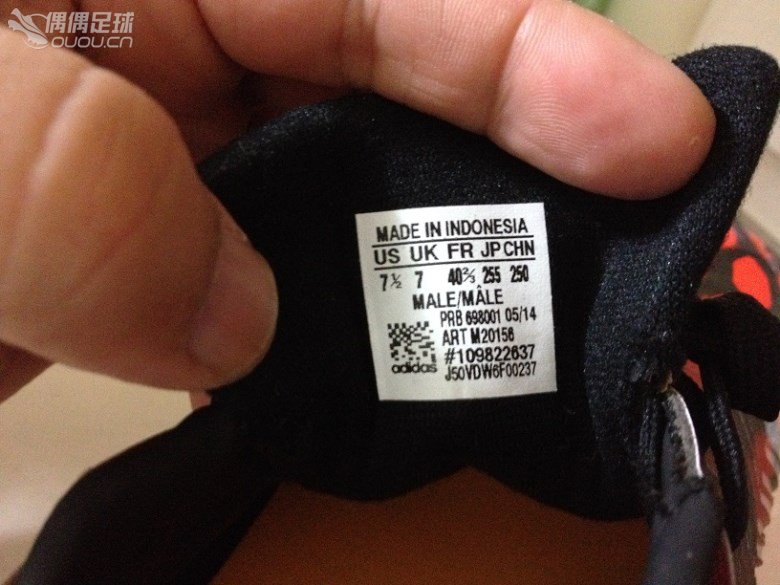 偶偶足球
ouou.cn
MADE IN INDONESIA
US UK FR JP CHN
7½ 7 40⅔ 255 250
MALE/MÂLE
PRB 698001 05/14
ART M20156
#109822637
adidas
J50VDW6F00237